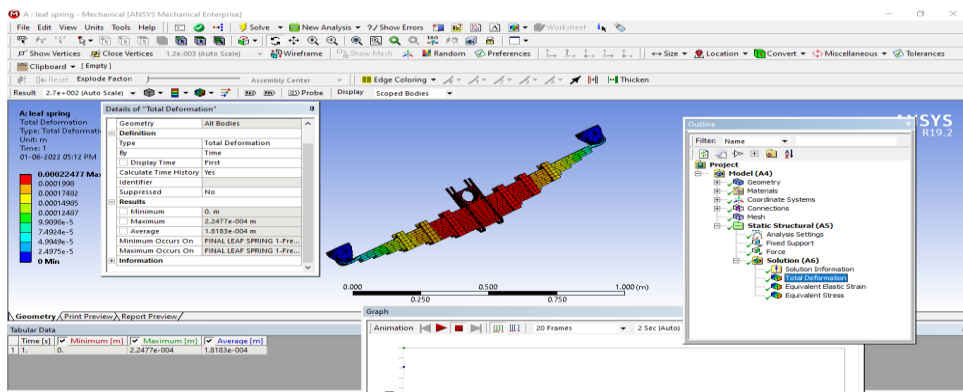 A : leaf spring - Mechanical [ANSYS Mechanical Enterprise]
File Edit View Units Tools Help Solve New Analysis ?/ Show Errors Worksheet
Show Vertices Close Vertices 1.2e-003 (Auto Scale) Wireframe Show Mesh Random Preferences Size Location Convert Miscellaneous Tolerances
Clipboard [ Empty ]
Reset Explode Factor: Assembly Center Edge Coloring Thicken
Result 2.7e+002 (Auto Scale) Probe Display Scoped Bodies
A: leaf spring
Total Deformation
Type: Total Deformati
Unit: m
Time: 1
01-06-2022 05:12 PM
0.00022477 Max
0.0001998
0.00017482
0.00014985
0.00012487
9.9898e-5
7.4924e-5
4.9949e-5
2.4975e-5
0 Min
Details of "Total Deformation"
Geometry All Bodies
Definition
Type Total Deformation
By Time
Display Time First
Calculate Time History Yes
Identifier
Suppressed No
Results
Minimum 0. m
Maximum 2.2477e-004 m
Average 1.8183e-004 m
Minimum Occurs On FINAL LEAF SPRING 1-Fre...
Maximum Occurs On FINAL LEAF SPRING 1-Fre...
Information
0.000 0.500 1.000 (m)
0.250 0.750
ANSYS
R19.2
Outline
Filter: Name
Project
Model (A4)
Geometry
Materials
Coordinate Systems
Connections
Mesh
Static Structural (A5)
Analysis Settings
Fixed Support
Force
Solution (A6)
Solution Information
Total Deformation
Equivalent Elastic Strain
Equivalent Stress
Geometry Print Preview Report Preview
Graph
Animation 20 Frames 2 Sec (Auto)
Tabular Data
Time [s] Minimum [m] Maximum [m] Average [m]
1 1. 0. 2.2477e-004 1.8183e-004